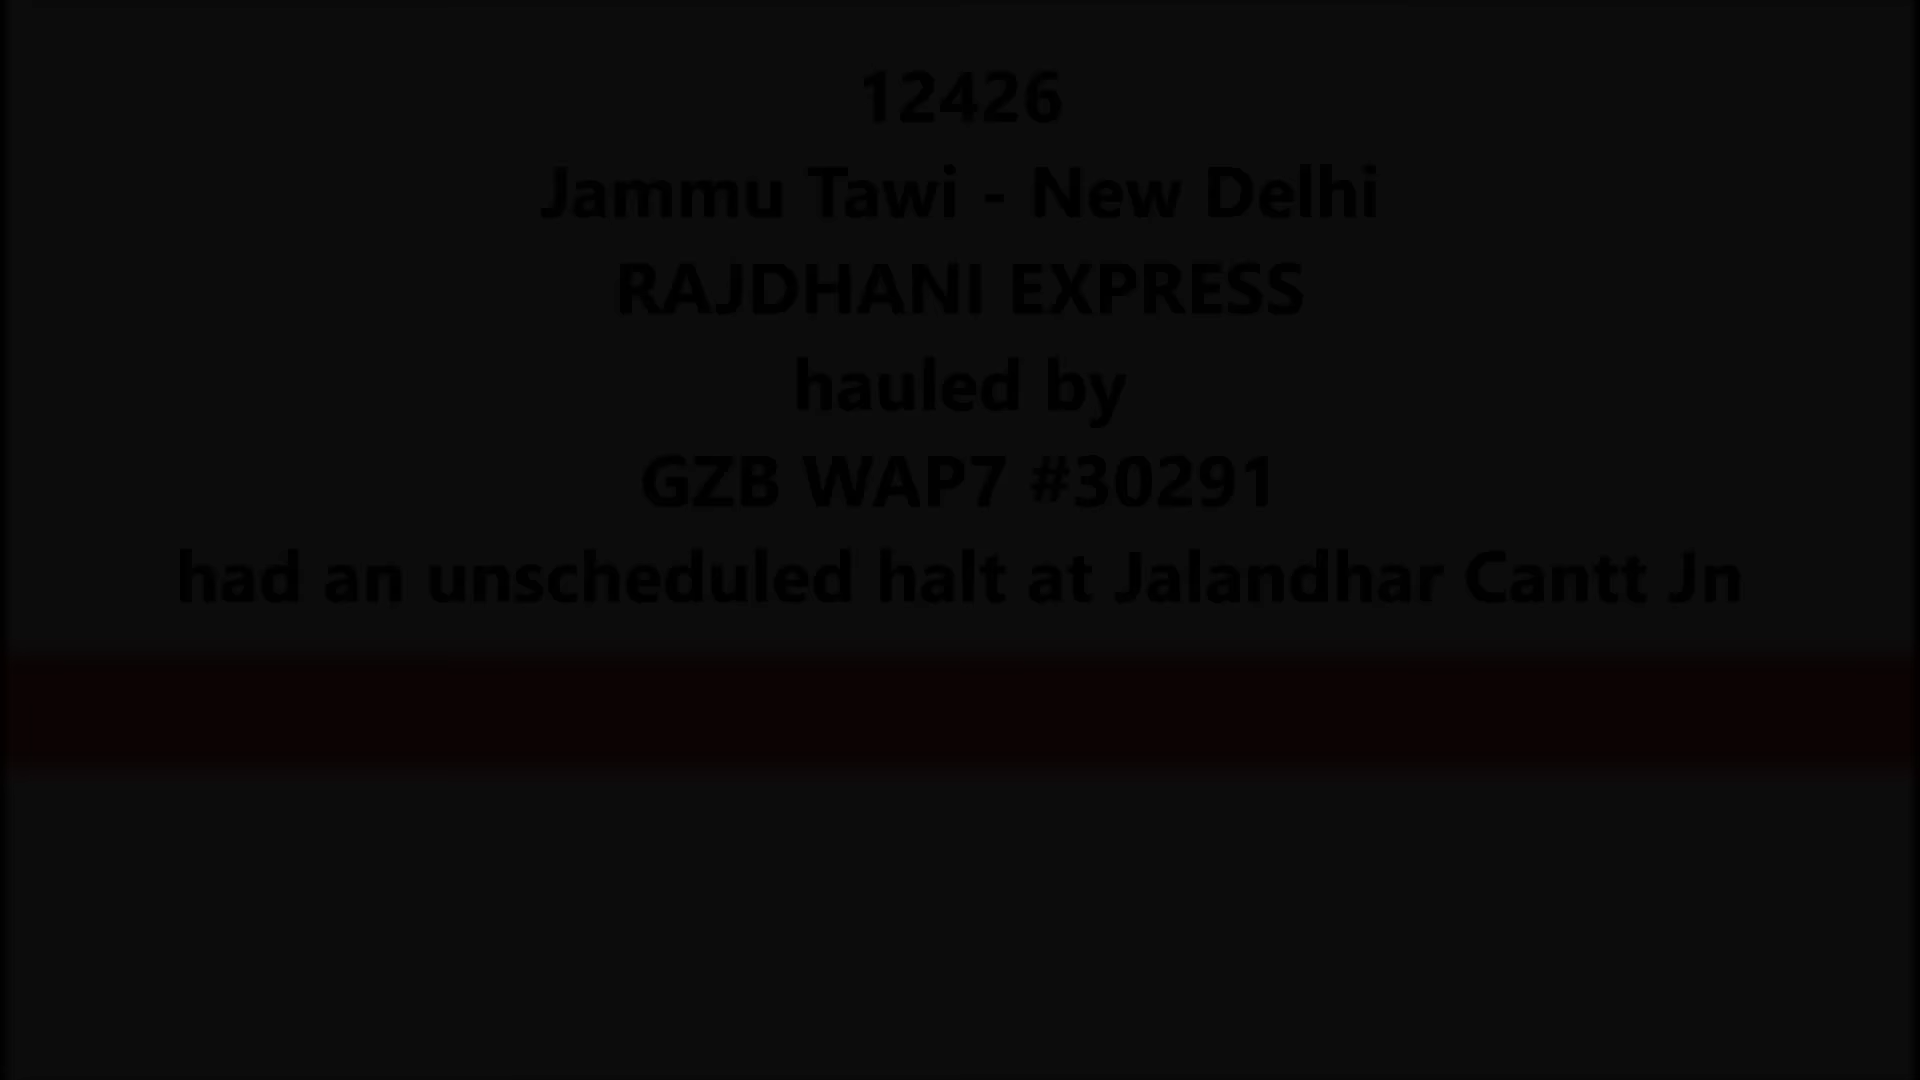 12426
Jammu Tawi - New Delhi
RAJDHANI EXPRESS
hauled by
GZB WAP7 #30291
had an unscheduled halt at Jalandhar Cantt Jn